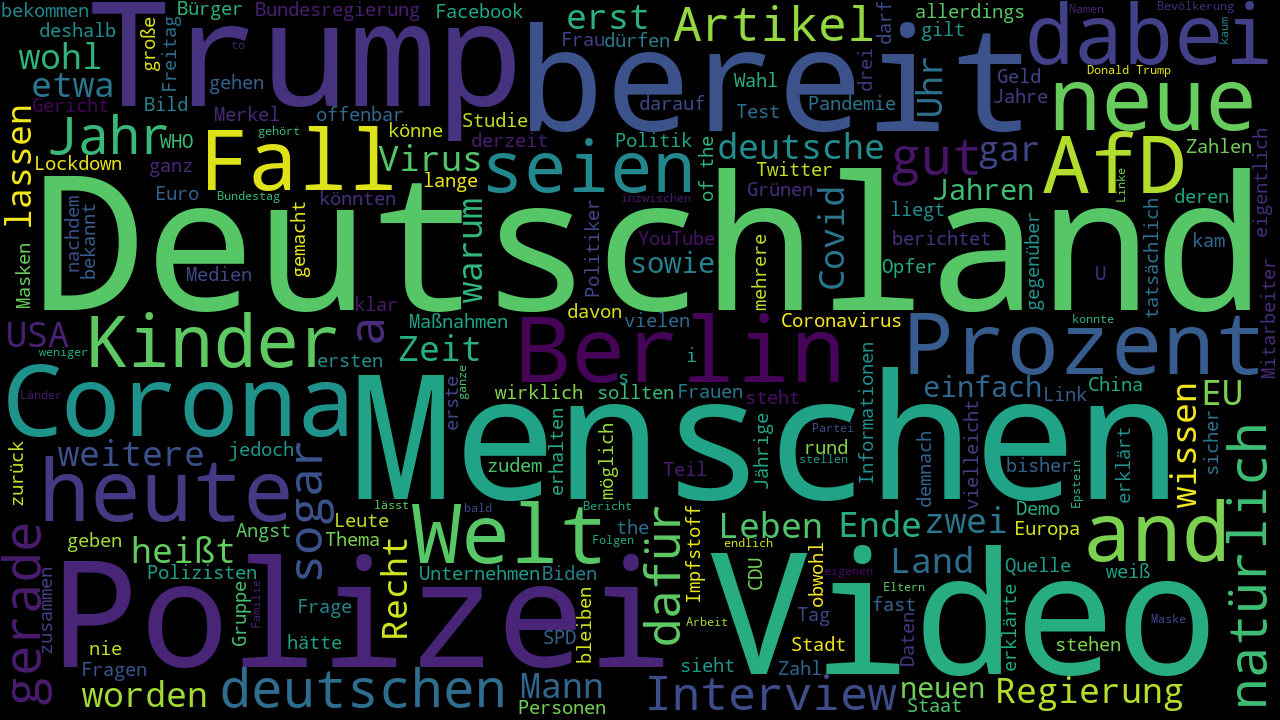 bekommen
Trump
Bürger
Bundesregierung
Facebook
erst
Artikel
darf
allerdings
dabei
Namen
Bevölkerung
kaum
deshalb
große
Freitag
to
bereit
Frau
dürfen
drei
gilt
wohl
gehen
etwa
Gericht
Bild
Merkel
offenbar
Wahl
darauf
Test
Pandemie
Uhr
Geld
Jahre
Donald Trump
neue
lassen
Jahr
WHO
gehört
könne
Studie
derzeit
Politik
of the
deutsche
gut
gar
AfD
Zahlen
eigentlich
Lockdown
ganz
Fall
Virus
lange
seien
Twitter
Grünen
Jahren
Linke
deren
Euro
Bundestag
könnten
inzwischen
Deutschland
Masken
nachdem
bekannt
gemacht
Medien
warum
Politiker
YouTube
sowie
mehrere
Covid
liegt
berichtet
Opfer
gegenüber
U
tatsächlich
kam
Mitarbeiter
USA
weniger
Kinder
klar
a
Maßnahmen
Zeit
davon
vielen
Berlin
i
Coronavirus
Prozent
konnte
ersten
Länder
Corona
erste
ganze
wirklich
s
sollten
Frauen
steht
Informationen
einfach
Link
China
Wissen
EU
Menschen
zurück
weitere
jedoch
sogar
zudem
erhalten
möglich
Teil
Jährige
Partei
rund
stellen
demnach
vielleicht
bisher
Epstein
erklärt
sicher
natürlich
heute
lässt
bald
Bericht
Angst
Leute
Thema
Welt
Folgen
the
dafür
Impfstoff
Leben
endlich
Ende
zwei
Demo
Europa
and
gerade
geben
heißt
zusammen
Polizisten
Gruppe
Familie
Frage
Recht
Unternehmen
Biden
CDU
obwohl
eigenen
Land
Eltern
Quelle
weiß
Polizei
Arbeit
Video
nie
Fragen
hätte
SPD
bleiben
Tag
Stadt
fast
Daten
erklärte
Maske
stehen
sieht
Zahl
worden
deutschen
Mann
Personen
Interview
neuen
Staat
Regierung